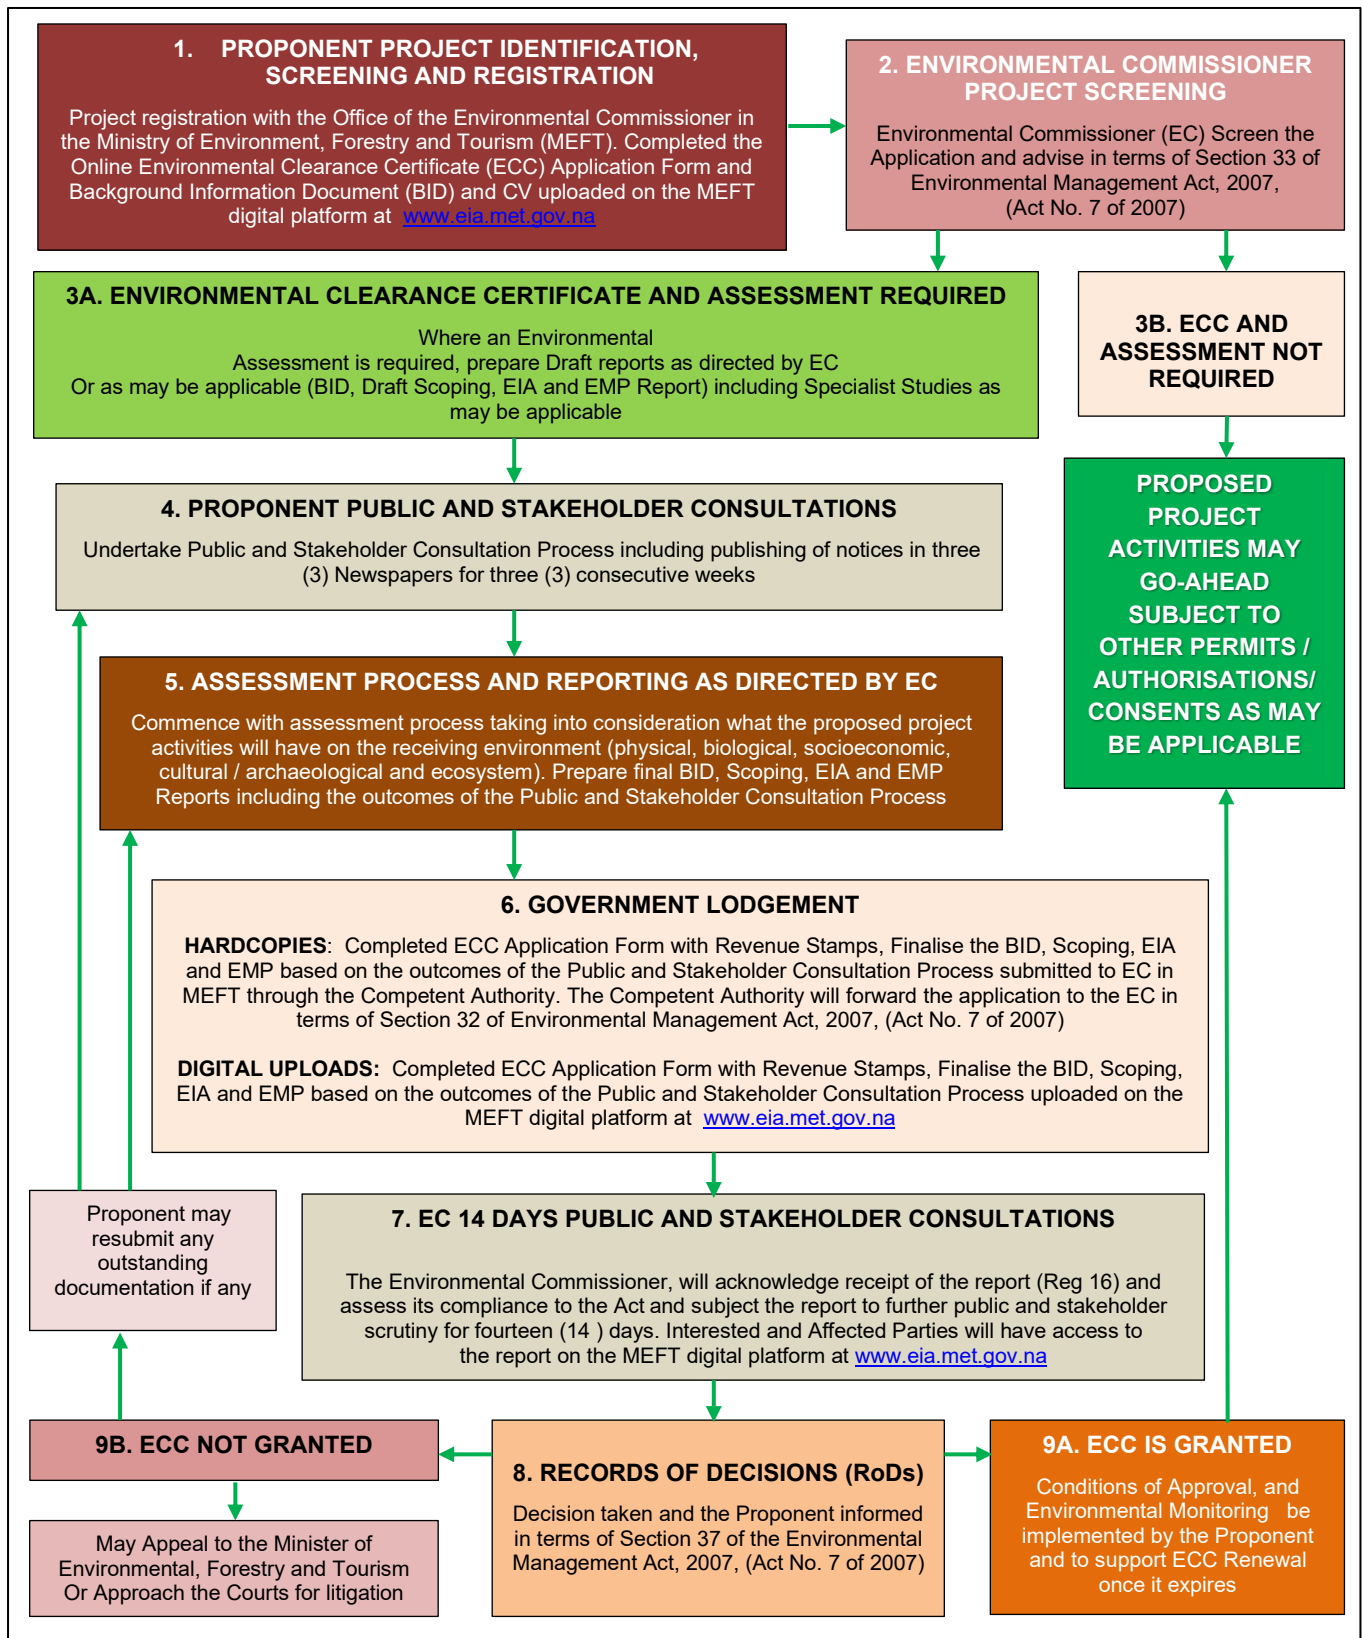 1. PROPONENT PROJECT IDENTIFICATION,
SCREENING AND REGISTRATION
Project registration with the Office of the Environmental Commissioner in
the Ministry of Environment, Forestry and Tourism (MEFT). Completed the
Online Environmental Clearance Certificate (ECC) Application Form and
Background Information Document (BID) and CV uploaded on the MEFT
digital platform at www.eia.met.gov.na
2. ENVIRONMENTAL COMMISSIONER
PROJECT SCREENING
Environmental Commissioner (EC) Screen the
Application and advise in terms of Section 33 of
Environmental Management Act, 2007,
(Act No. 7 of 2007)
3A. ENVIRONMENTAL CLEARANCE CERTIFICATE AND ASSESSMENT REQUIRED
Where an Environmental
Assessment is required, prepare Draft reports as directed by EC
Or as may be applicable (BID, Draft Scoping, EIA and EMP Report) including Specialist Studies as
may be applicable
3B. ECC AND
ASSESSMENT NOT
REQUIRED
4. PROPONENT PUBLIC AND STAKEHOLDER CONSULTATIONS
Undertake Public and Stakeholder Consultation Process including publishing of notices in three
(3) Newspapers for three (3) consecutive weeks
PROPOSED
PROJECT
ACTIVITIES MAY
GO-AHEAD
SUBJECT TO
OTHER PERMITS /
AUTHORISATIONS/
CONSENTS AS MAY
BE APPLICABLE
5. ASSESSMENT PROCESS AND REPORTING AS DIRECTED BY EC
Commence with assessment process taking into consideration what the proposed project
activities will have on the receiving environment (physical, biological, socioeconomic,
cultural / archaeological and ecosystem). Prepare final BID, Scoping, EIA and EMP
Reports including the outcomes of the Public and Stakeholder Consultation Process
6. GOVERNMENT LODGEMENT
HARDCOPIES: Completed ECC Application Form with Revenue Stamps, Finalise the BID, Scoping, EIA
and EMP based on the outcomes of the Public and Stakeholder Consultation Process submitted to EC in
MEFT through the Competent Authority. The Competent Authority will forward the application to the EC in
terms of Section 32 of Environmental Management Act, 2007, (Act No. 7 of 2007)
DIGITAL UPLOADS: Completed ECC Application Form with Revenue Stamps, Finalise the BID, Scoping,
EIA and EMP based on the outcomes of the Public and Stakeholder Consultation Process uploaded on the
MEFT digital platform at www.eia.met.gov.na
Proponent may
resubmit any
outstanding
documentation if any
7. EC 14 DAYS PUBLIC AND STAKEHOLDER CONSULTATIONS
The Environmental Commissioner, will acknowledge receipt of the report (Reg 16) and
assess its compliance to the Act and subject the report to further public and stakeholder
scrutiny for fourteen (14 ) days. Interested and Affected Parties will have access to
the report on the MEFT digital platform at www.eia.met.gov.na
9B. ECC NOT GRANTED
May Appeal to the Minister of
Environmental, Forestry and Tourism
Or Approach the Courts for litigation
8. RECORDS OF DECISIONS (RoDs)
Decision taken and the Proponent informed
in terms of Section 37 of the Environmental
Management Act, 2007, (Act No. 7 of 2007)
9A. ECC IS GRANTED
Conditions of Approval, and
Environmental Monitoring be
implemented by the Proponent
and to support ECC Renewal
once it expires